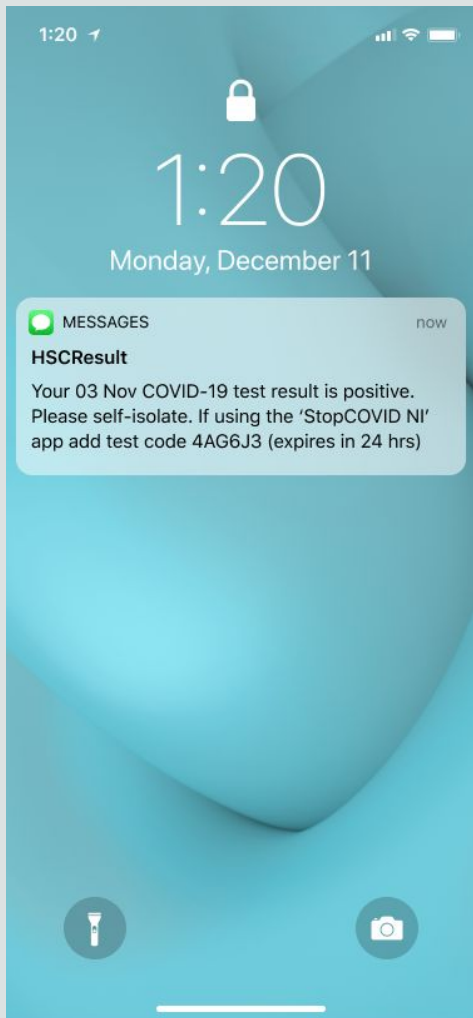 1:20
1:20
Monday, December 11
MESSAGES now
HSCResult
Your 03 Nov COVID-19 test result is positive.
Please self-isolate. If using the ‘StopCOVID NI’
app add test code 4AG6J3 (expires in 24 hrs)